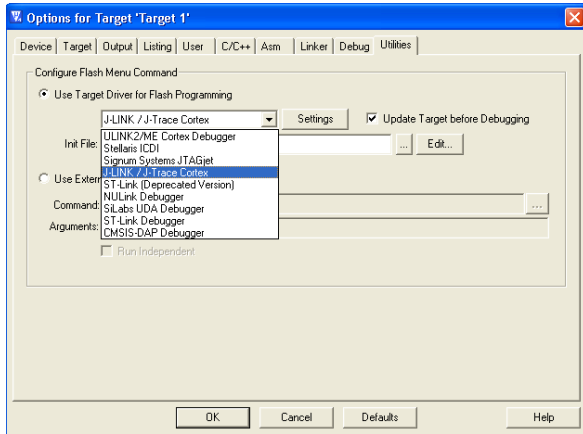 Options for Target 'Target 1'
Device Target Output Listing User C/C++ Asm Linker Debug Utilities
Configure Flash Menu Command
Use Target Driver for Flash Programming
J-LINK / J-Trace Cortex Settings Update Target before Debugging
ULINK2/ME Cortex Debugger
Init File: ... Edit...
Stellaris ICDI
Signum Systems JTAGjet
J-LINK / J-Trace Cortex
Use Extern
ST-Link (Deprecated Version)
NULink Debugger
Command: ...
SiLabs UDA Debugger
ST-Link Debugger
Arguments:
CMSIS-DAP Debugger
Run Independent
OK Cancel Defaults Help